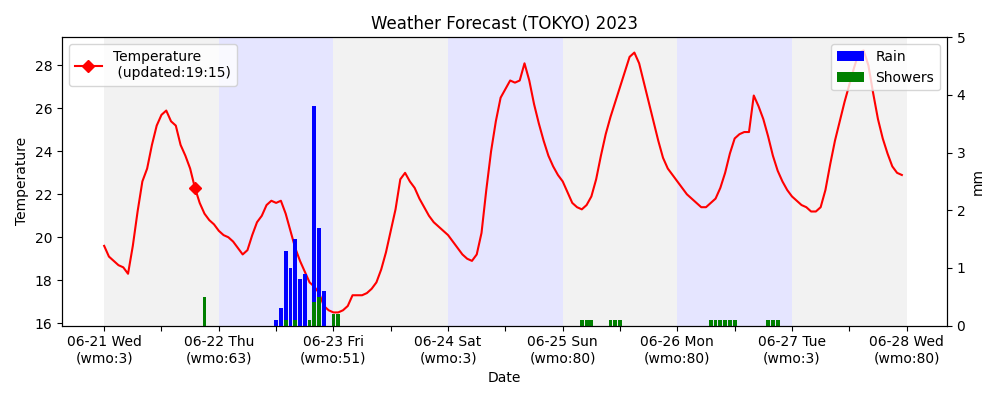 Weather Forecast (TOKYO) 2023
Temperature
(updated:19:15)
Rain
Showers
Temperature
28
26
24
22
20
18
16
5
4
3
2
1
0
mm
06-21 Wed
(wmo:3)
06-22 Thu
(wmo:63)
06-23 Fri
(wmo:51)
06-24 Sat
(wmo:3)
06-25 Sun
(wmo:80)
06-26 Mon
(wmo:80)
06-27 Tue
(wmo:3)
06-28 Wed
(wmo:80)
Date